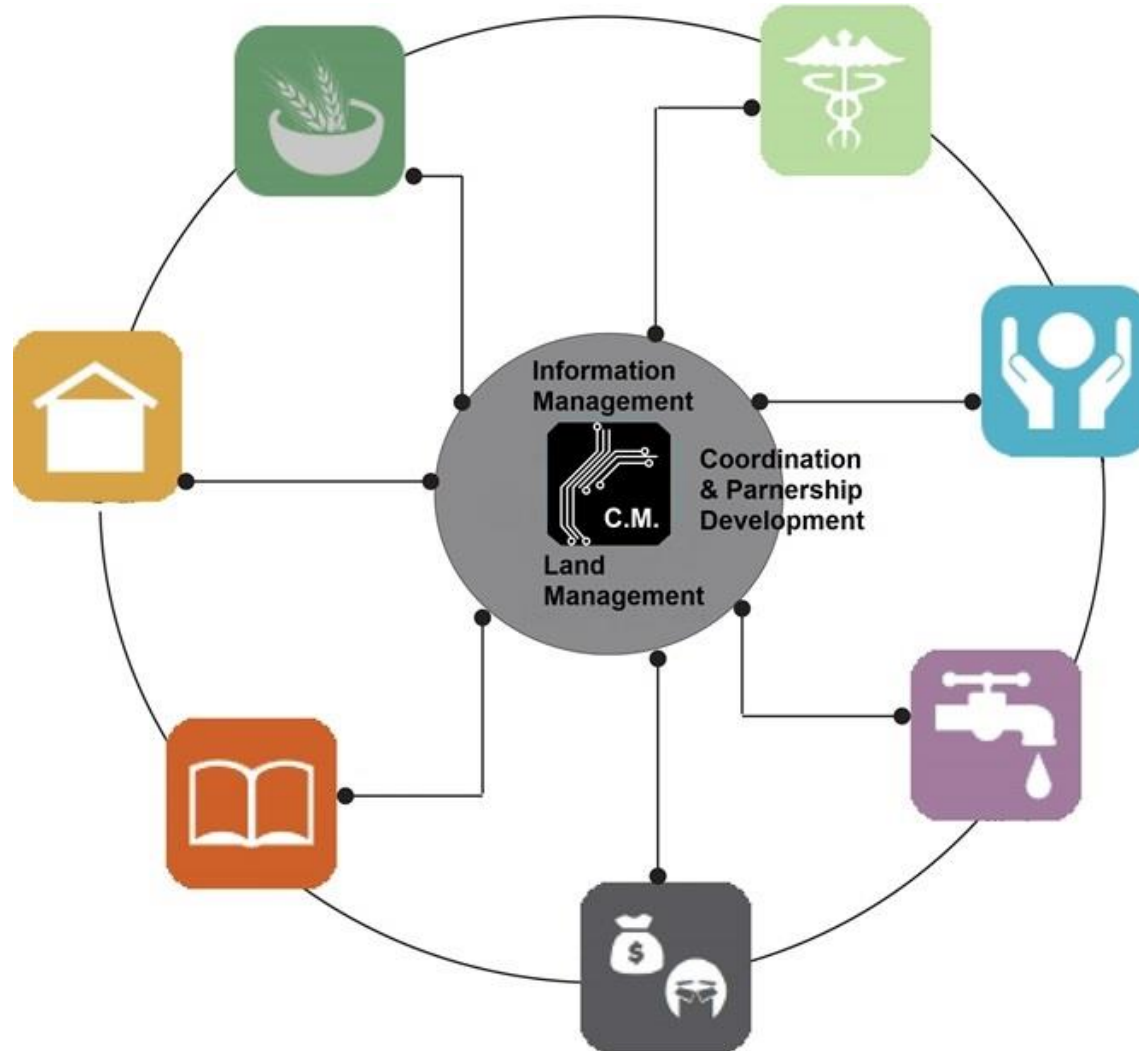 Information
Management
Coordination
& Parnership
Development
C.M.
Land
Management
$